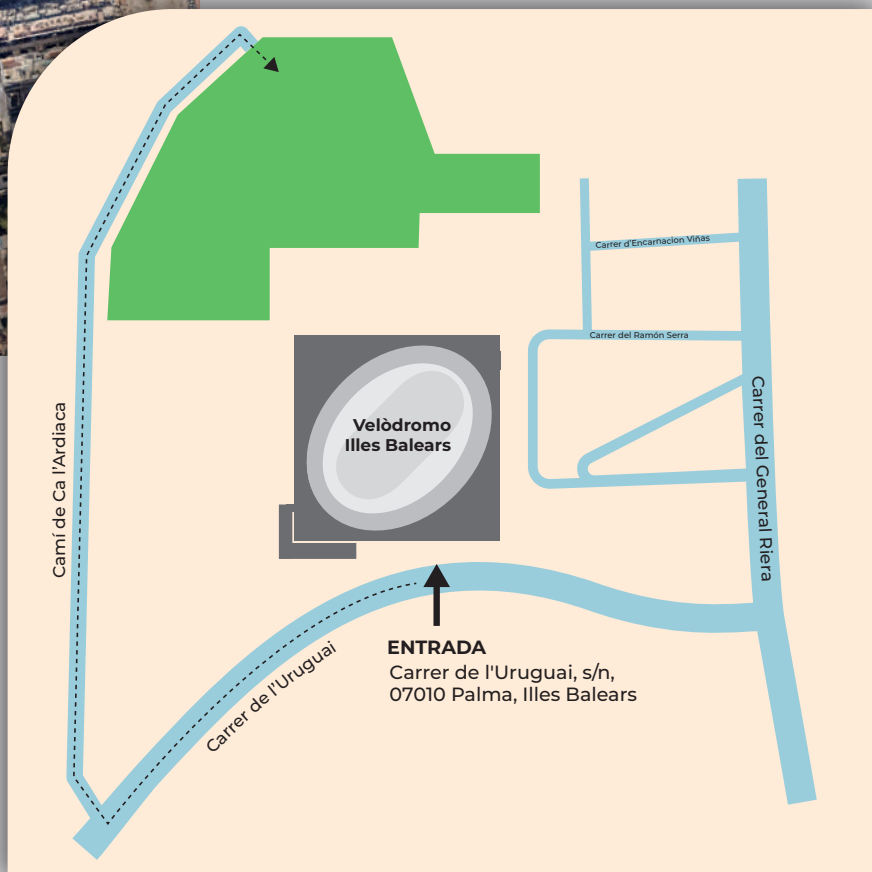 Carrer d'Encarnacion Viñas
Carrer del Ramón Serra
Carrer del General Riera
Camí de Ca l'Ardiaca
Velòdromo
Illes Balears
Carrer de l'Uruguai
ENTRADA
Carrer de l'Uruguai, s/n,
07010 Palma, Illes Balears